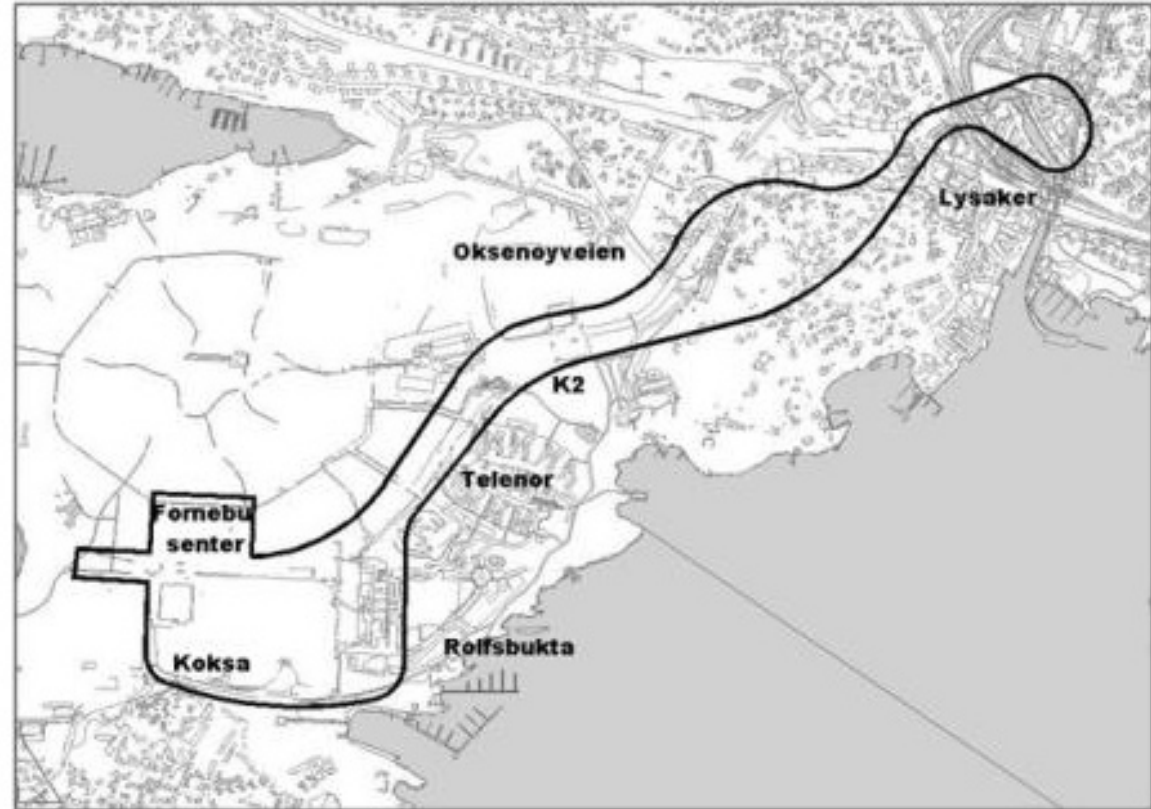 Lysaker
Oksenoyveien
K2
Telenor
Fornebu
senter
Rolfsbukta
Koksa